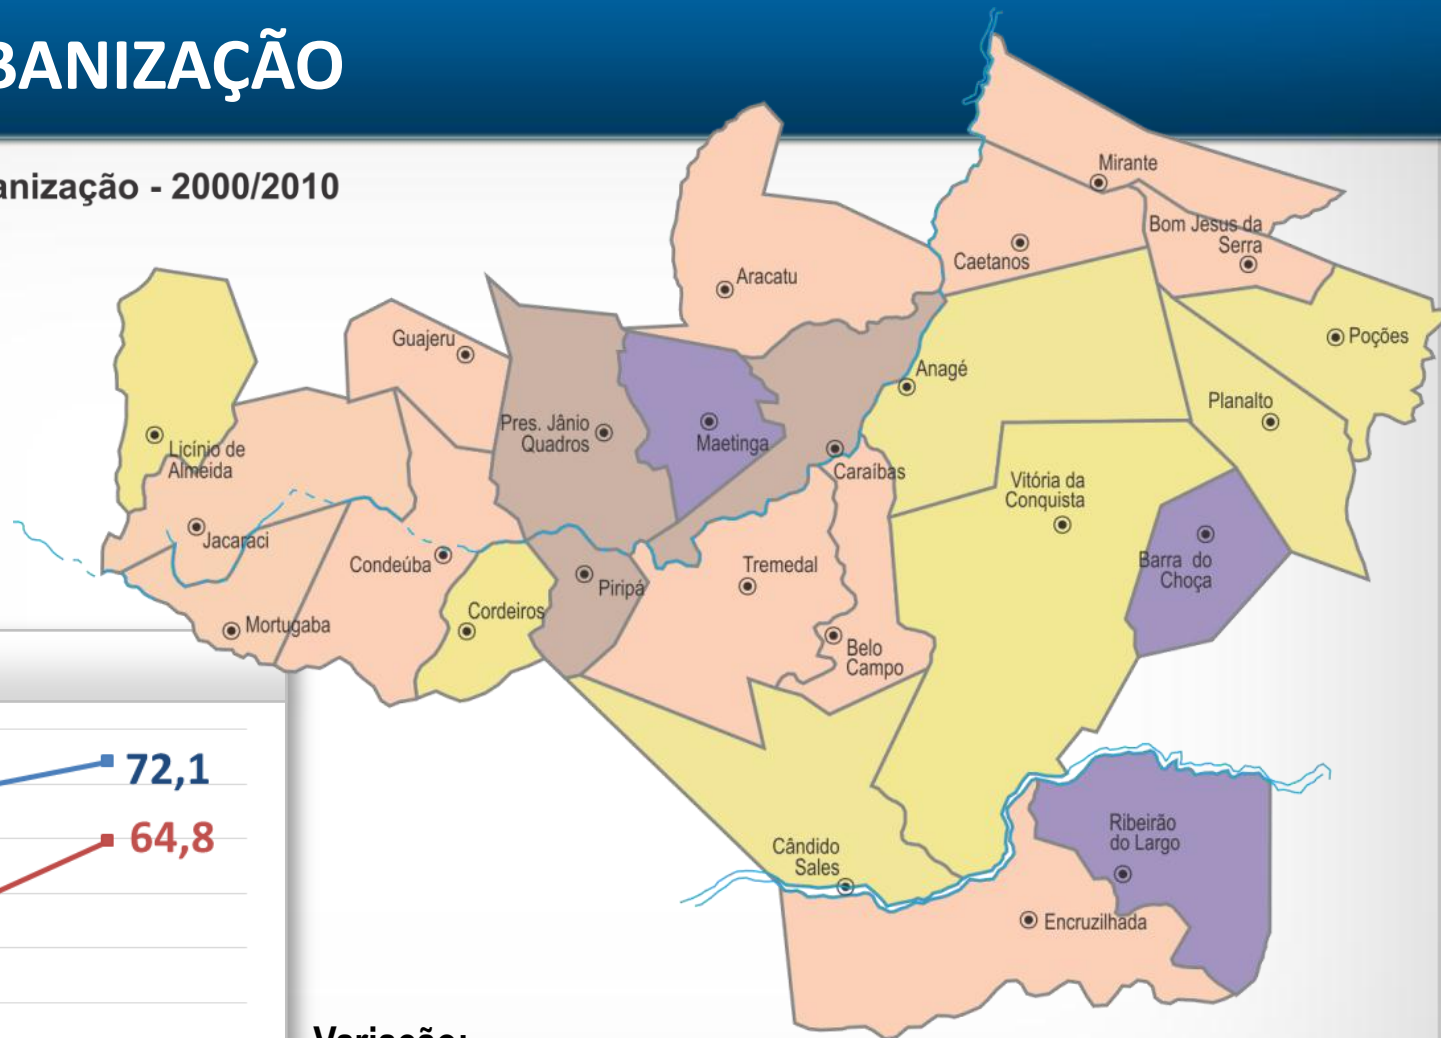 BANIZAÇÃO
anização - 2000/2010
Mirante
Bom Jesus da
Serra
Caetanos
Aracatu
Guajeru
Poções
Anagé
Planalto
Pres. Jânio
Quadros
Maetinga
Licínio de
Almeida
Caraíbas
Vitória da
Conquista
Jacaraci
Condeúba
Tremedal
Barra do
Choça
Piripá
Cordeiros
Mortugaba
Belo
Campo
72,1
64,8
Ribeirão
do Largo
Cândido
Sales
Encruzilhada
Variação: